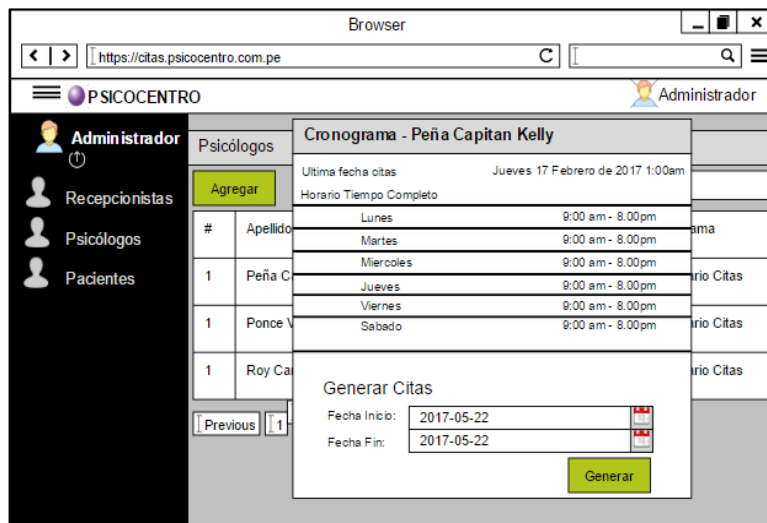 Browser
https://citas.psicocentro.com.pe
PSICOCENTRO
Administrador
Administrador
Recepcionistas
Psicólogos
Pacientes
Psicólogos
Agregar
# Apellido
1 Peña C
1 Ponce V
1 Roy Ca
Previous 1
ama
rio Citas
rio Citas
rio Citas
Cronograma - Peña Capitan Kelly
Ultima fecha citas Jueves 17 Febrero de 2017 1:00am
Horario Tiempo Completo
Lunes 9:00 am - 8.00pm
Martes 9:00 am - 8.00pm
Miercoles 9:00 am - 8.00pm
Jueves 9:00 am - 8.00pm
Viernes 9:00 am - 8.00pm
Sabado 9:00 am - 8.00pm
Generar Citas
Fecha Inicio: 2017-05-22
Fecha Fin: 2017-05-22
Generar